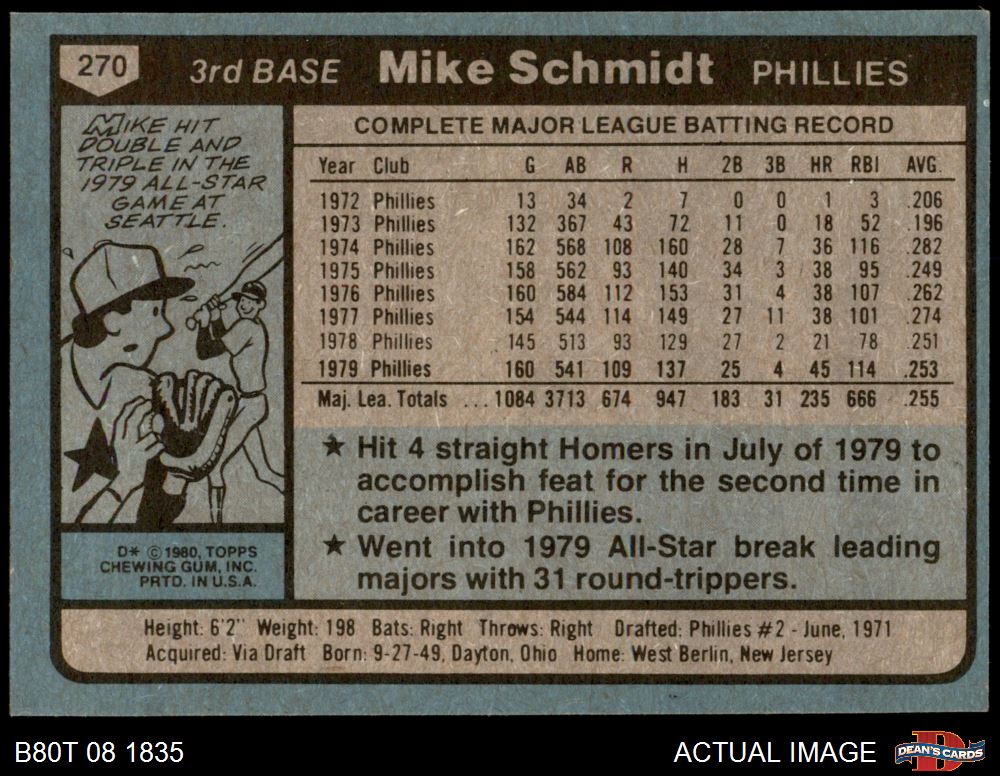 270 3rd BASE Mike Schmidt PHILLIES
MIKE HIT
DOUBLE AND
TRIPLE IN THE
1979 ALL-STAR
GAME AT
SEATTLE.
D* © 1980, TOPPS
CHEWING GUM, INC.
PRTD. IN U.S.A.
COMPLETE MAJOR LEAGUE BATTING RECORD
Year Club G AB R H 2B 3B HR RBI AVG.
1972 Phillies 13 34 2 7 0 0 1 3 .206
1973 Phillies 132 367 43 72 11 0 18 52 .196
1974 Phillies 162 568 108 160 28 7 36 116 .282
1975 Phillies 158 562 93 140 34 3 38 95 .249
1976 Phillies 160 584 112 153 31 4 38 107 .262
1977 Phillies 154 544 114 149 27 11 38 101 .274
1978 Phillies 145 513 93 129 27 2 21 78 .251
1979 Phillies 160 541 109 137 25 4 45 114 .253
Maj. Lea. Totals ... 1084 3713 674 947 183 31 235 666 .255
★ Hit 4 straight Homers in July of 1979 to
accomplish feat for the second time in
career with Phillies.
★ Went into 1979 All-Star break leading
majors with 31 round-trippers.
Height: 6'2" Weight: 198 Bats: Right Throws: Right Drafted: Phillies #2 - June, 1971
Acquired: Via Draft Born: 9-27-49, Dayton, Ohio Home: West Berlin, New Jersey
B80T 08 1835 ACTUAL IMAGE DEAN'S CARDS